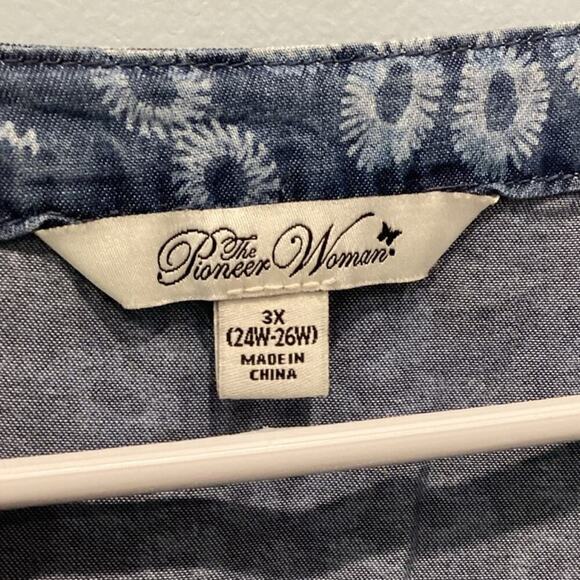 The
Pioneer Woman
3X
(24W-26W)
MADE IN
CHINA